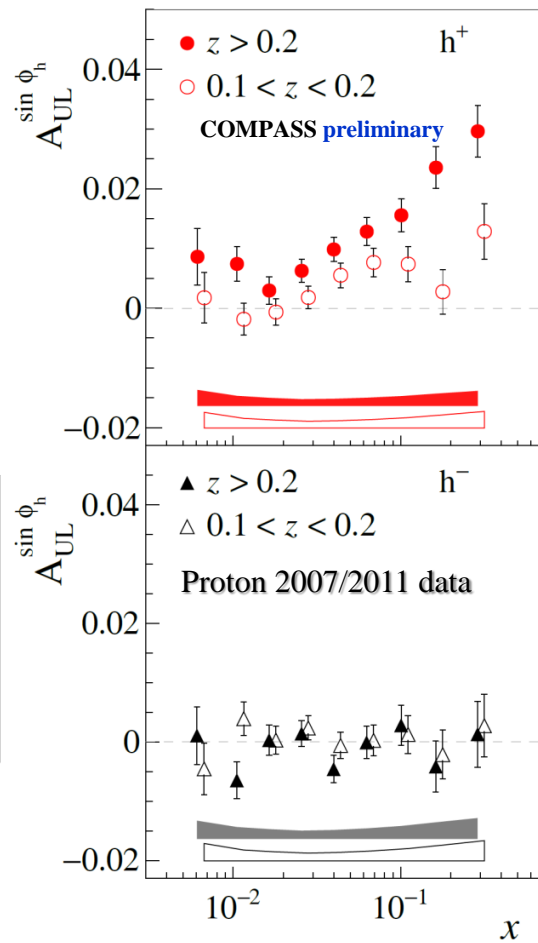 z > 0.2 h⁺
0.1 < z < 0.2
COMPASS preliminary
A_UL^{sin ϕ_h}
0.04
0.02
0
−0.02
z > 0.2 h⁻
0.1 < z < 0.2
Proton 2007/2011 data
A_UL^{sin ϕ_h}
0.04
0.02
0
−0.02
10⁻² 10⁻¹
x